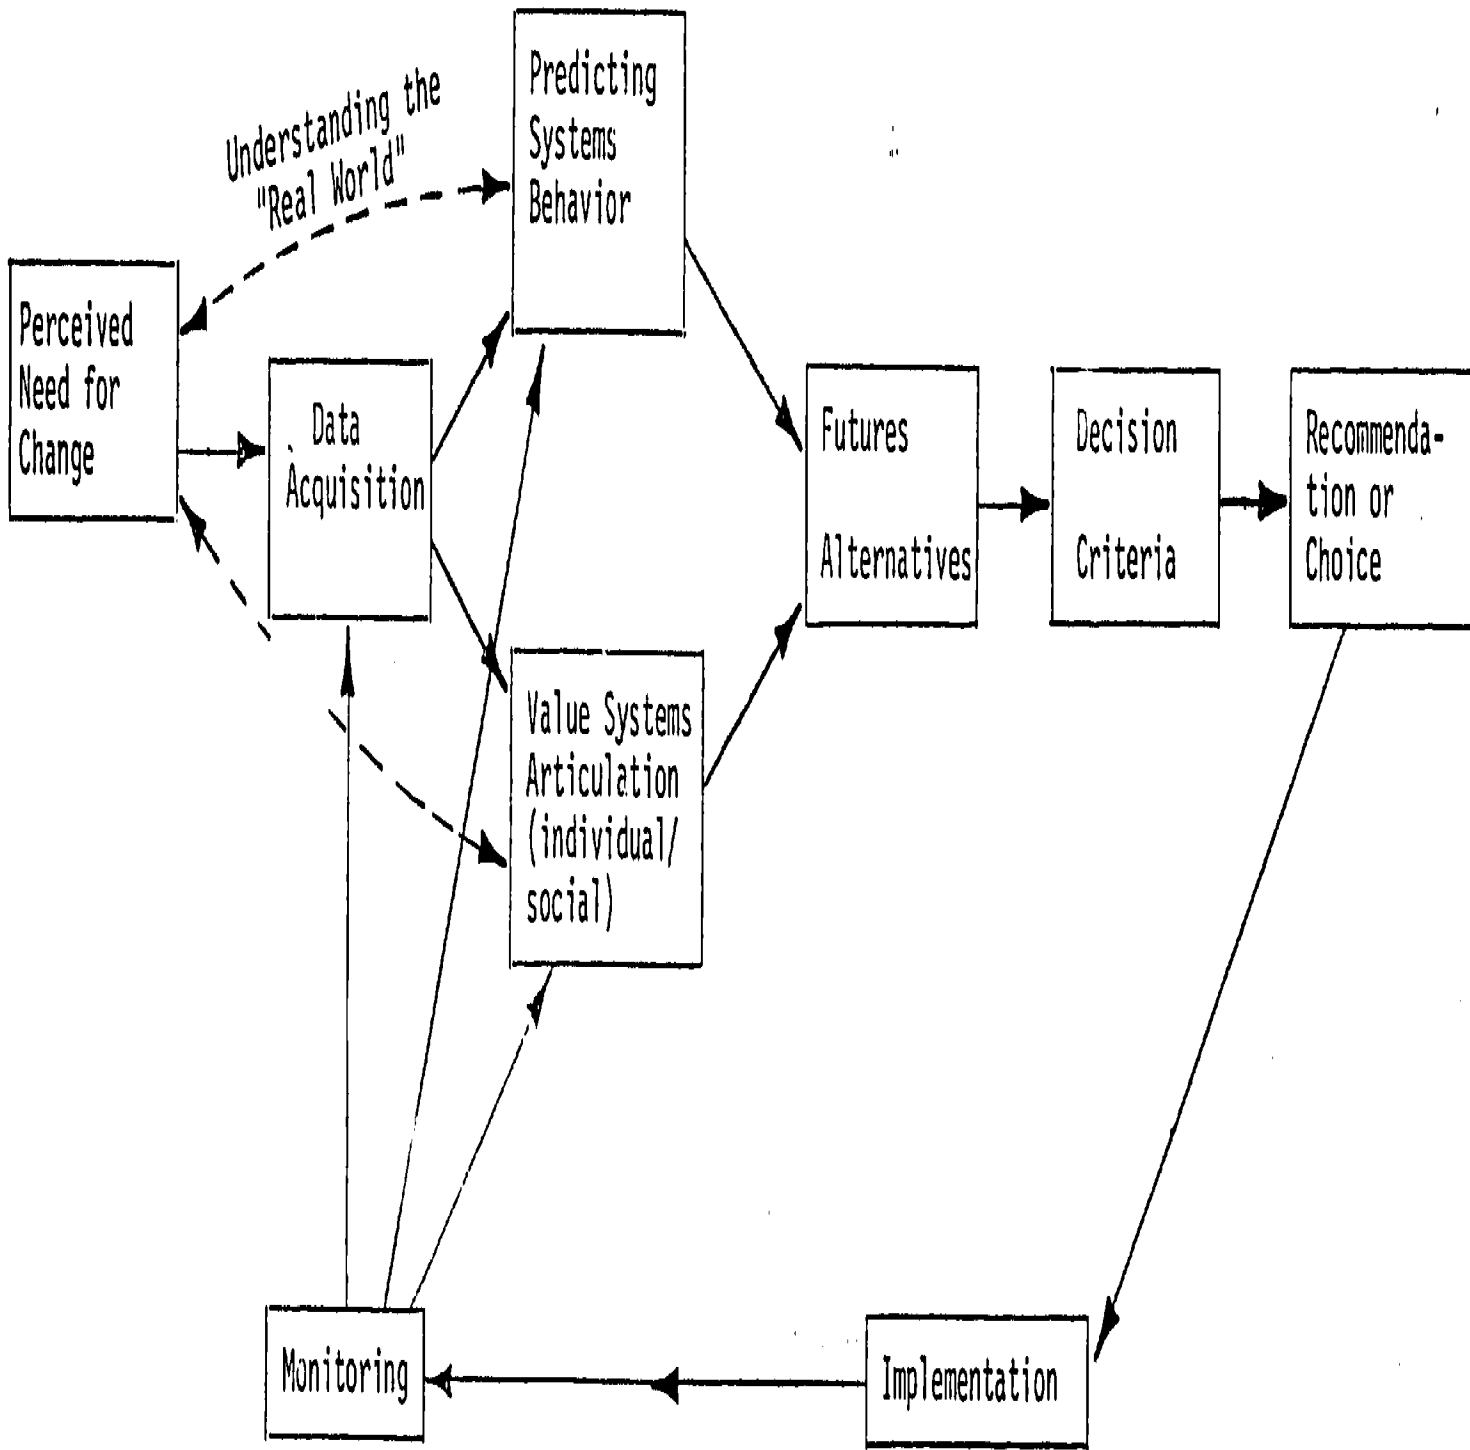 Understanding the
"Real World"
Predicting
Systems
Behavior
Perceived
Need for
Change
Data
Acquisition
Futures
Alternatives
Decision
Criteria
Recommenda-
tion or
Choice
Value Systems
Articulation
(individual/
social)
Monitoring
Implementation